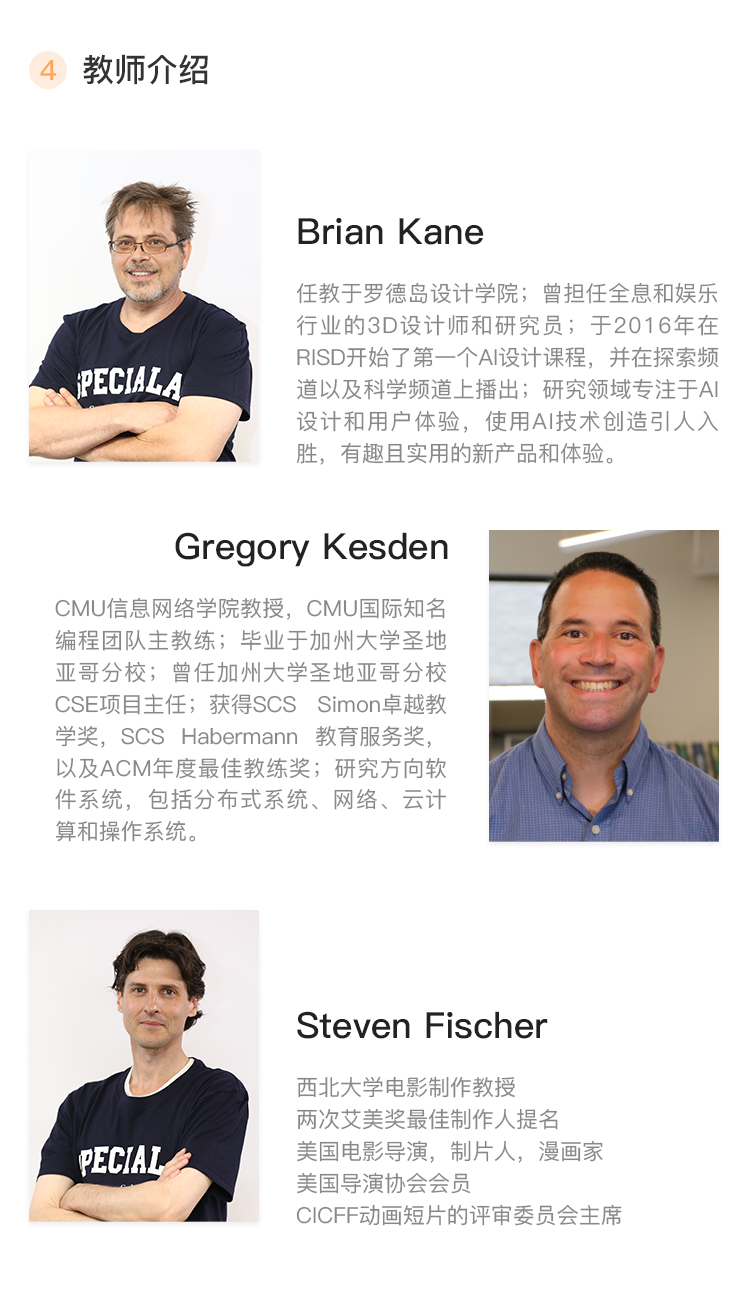 4 教师介绍
SPECIALA
Brian Kane
任教于罗德岛设计学院；曾担任全息和娱乐
行业的3D设计师和研究员；于2016年在
RISD开始了第一个AI设计课程，并在探索频
道以及科学频道上播出；研究领域专注于AI
设计和用户体验，使用AI技术创造引人入
胜，有趣且实用的新产品和体验。
Gregory Kesden
CMU信息网络学院教授，CMU国际知名
编程团队主教练；毕业于加州大学圣地
亚哥分校；曾任加州大学圣地亚哥分校
CSE项目主任；获得SCS Simon卓越教
学奖，SCS Habermann 教育服务奖，
以及ACM年度最佳教练奖；研究方向软
件系统，包括分布式系统、网络、云计
算和操作系统。
PECIAL
Steven Fischer
西北大学电影制作教授
两次艾美奖最佳制作人提名
美国电影导演，制片人，漫画家
美国导演协会会员
CICFF动画短片的评审委员会主席